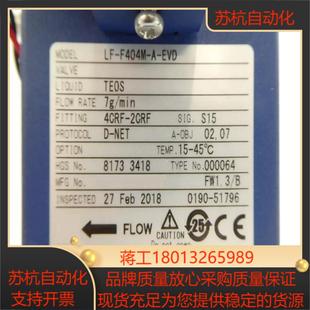 苏杭自动化
MODEL LF-F404M-A-EVD
VALVE
LIQUID TEOS
FLOW RATE 7g/min
FITTING 4CRF-2CRF SIG. S15
PROTOCOL D-NET A-OBJ 02,07
OPTION TEMP.15-45℃
HGS No 8173 3418 TYPE No. 000064
MFG No. FW1.3/B
INSPECTED 27 Feb 2018 0190-51796
FLOW
CAUTION
Do not open.
25
蒋工18013265989
苏杭自动化
支持开票
品牌质量放心采购质量保证
现货充足为您提供稳定的货源